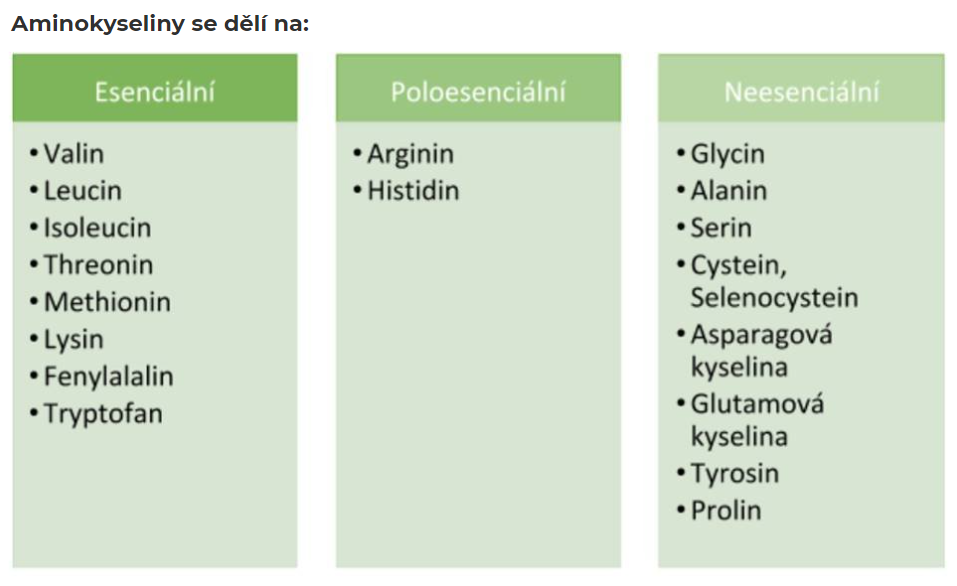 Aminokyseliny se dělí na:
Esenciální
• Valin
• Leucin
• Isoleucin
• Threonin
• Methionin
• Lysin
• Fenylalalin
• Tryptofan
Poloesenciální
• Arginin
• Histidin
Neesenciální
• Glycin
• Alanin
• Serin
• Cystein,
Selenocystein
• Asparagová
kyselina
• Glutamová
kyselina
• Tyrosin
• Prolin